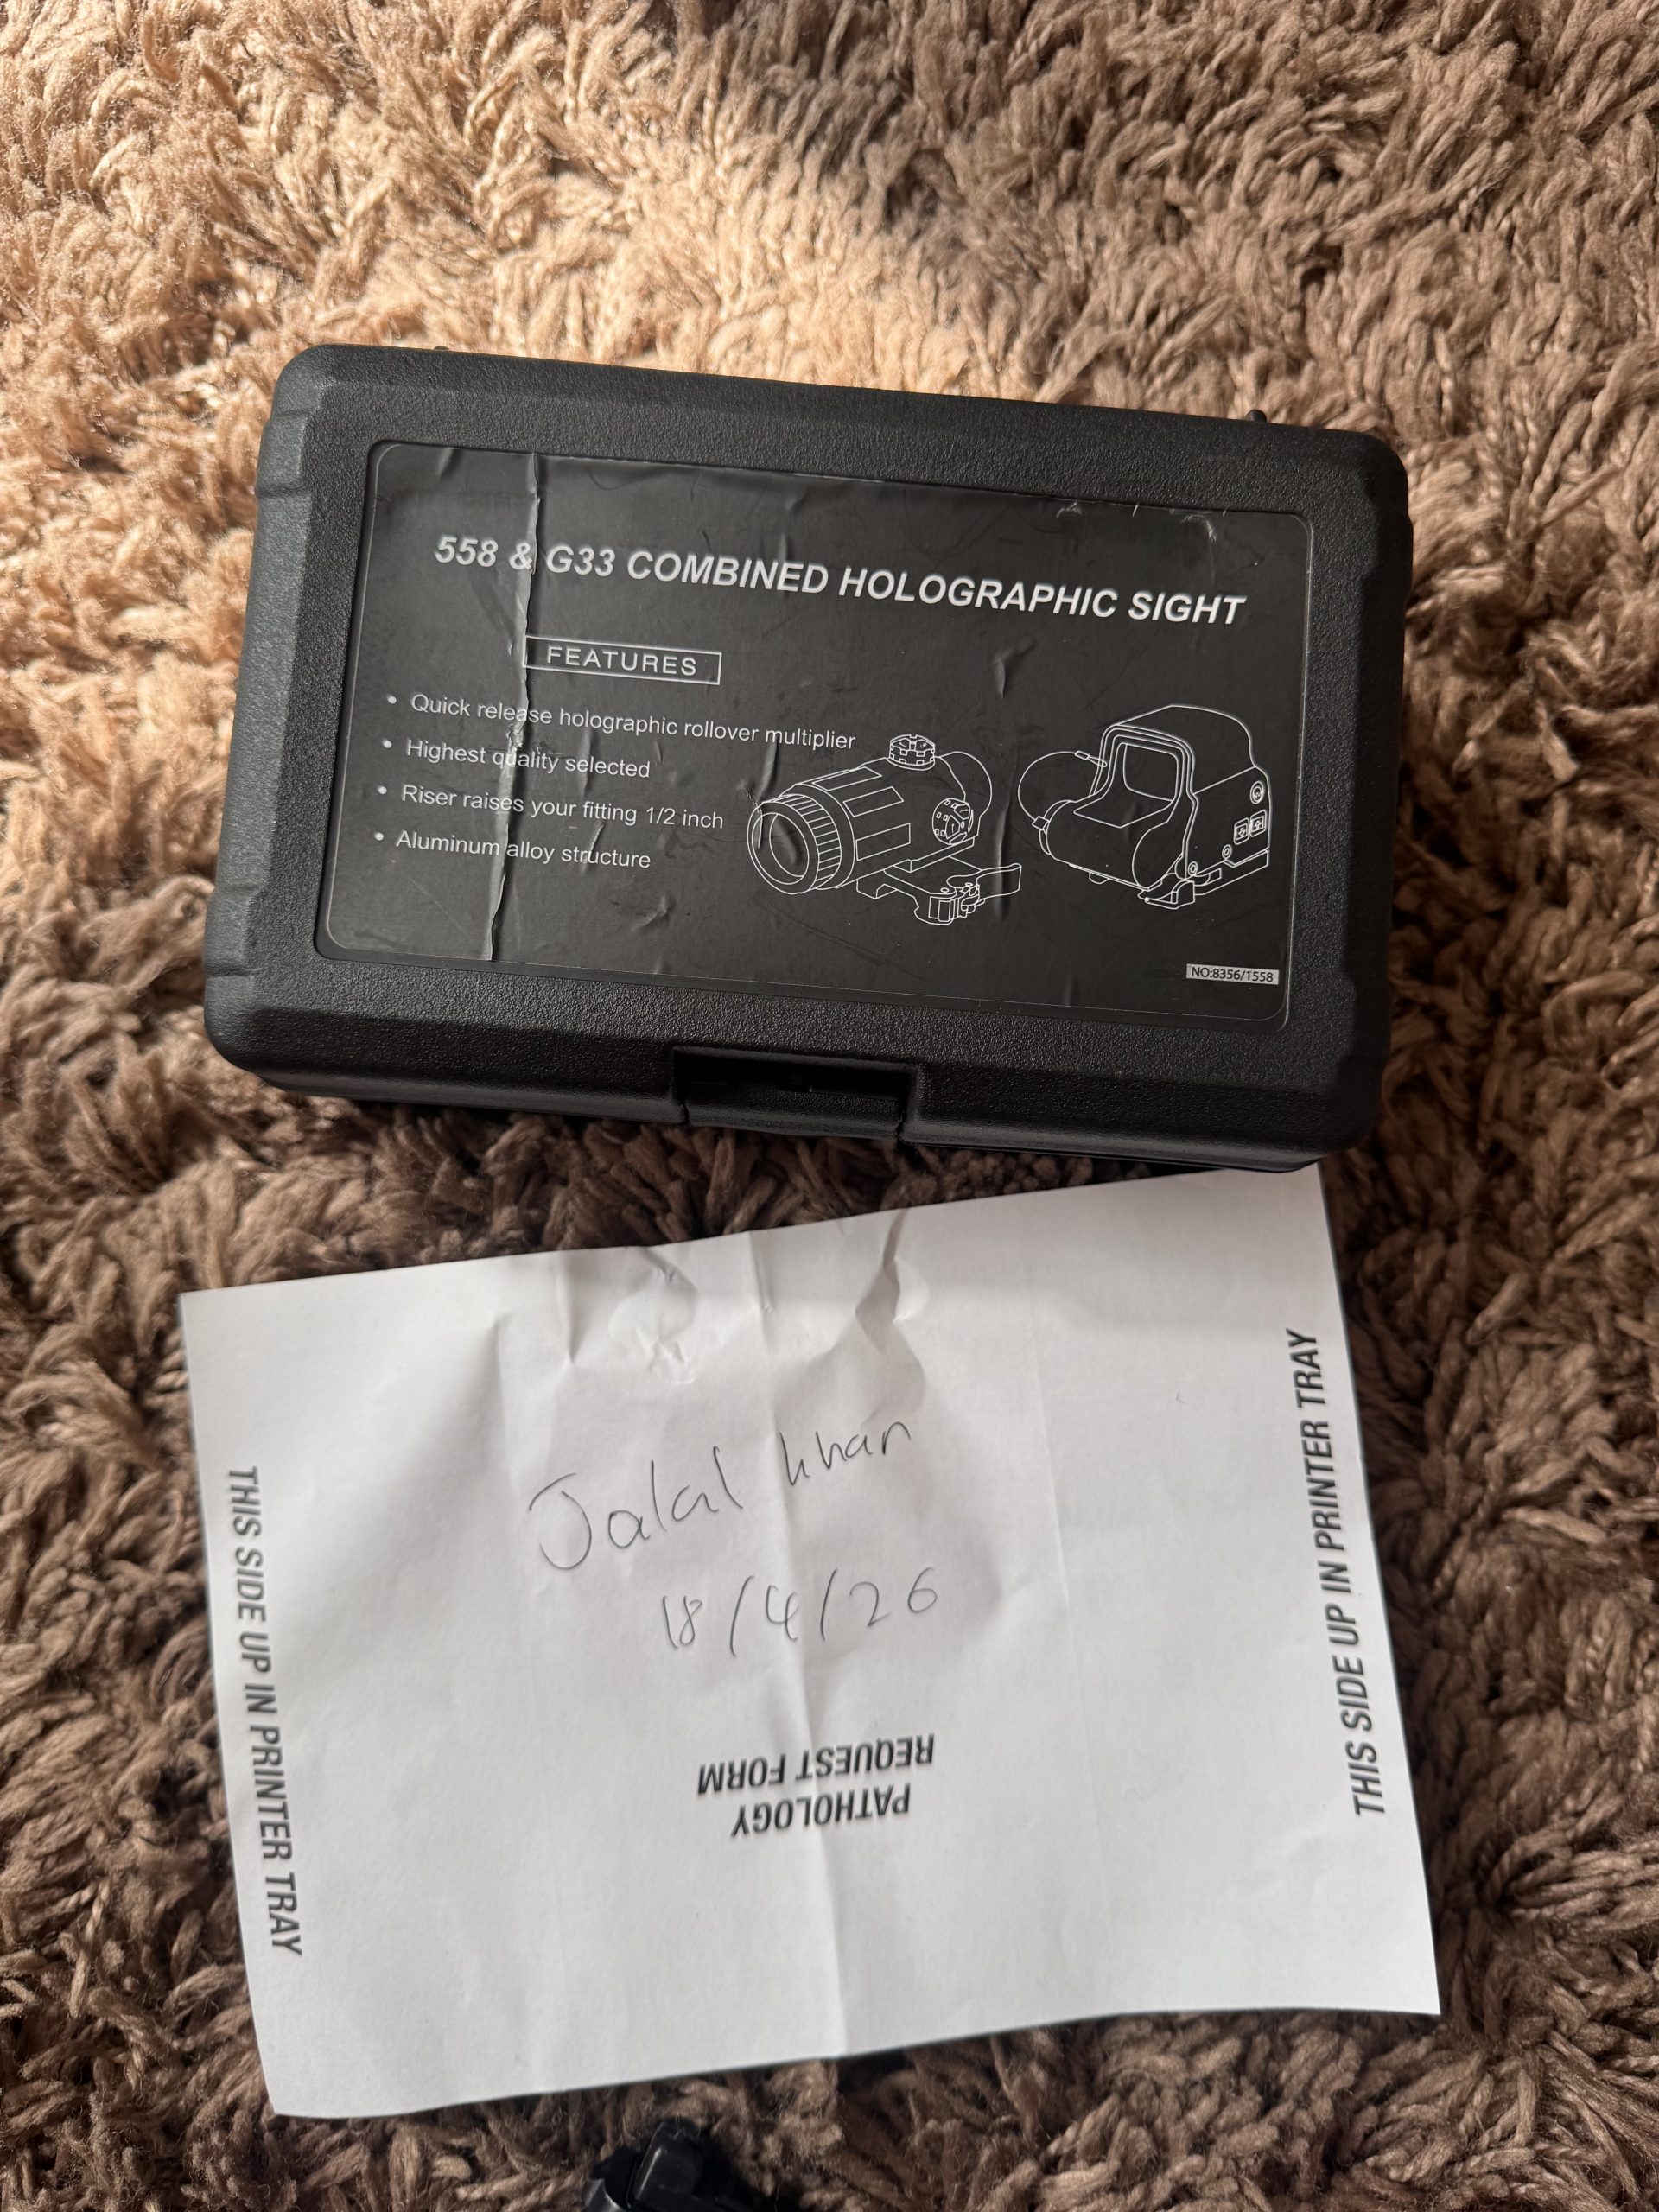 558 & G33 COMBINED HOLOGRAPHIC SIGHT
FEATURES
• Quick release holographic rollover multiplier
• Highest quality selected
• Riser raises your fitting 1/2 inch
• Aluminum alloy structure
NO:8356/1558
Jalal khan
18/4/26
THIS SIDE UP IN PRINTER TRAY
THIS SIDE UP IN PRINTER TRAY
PATHOLOGY
REQUEST FORM